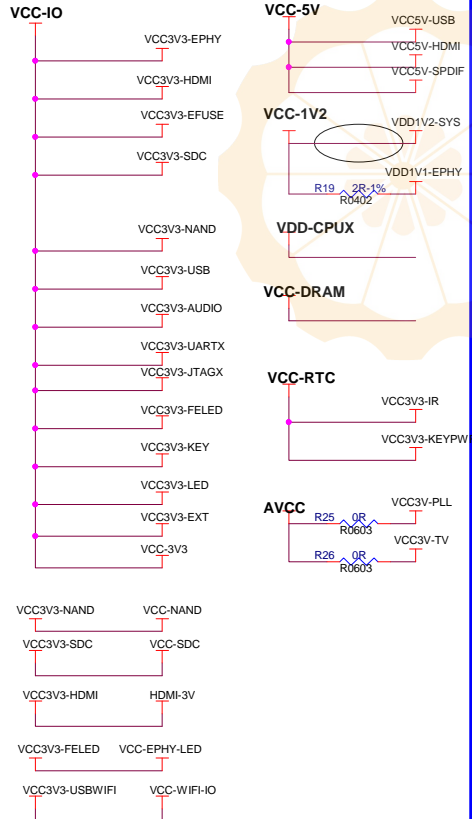 VCC-IO
VCC3V3-EPHY
VCC3V3-HDMI
VCC3V3-EFUSE
VCC3V3-SDC
VCC3V3-NAND
VCC3V3-USB
VCC3V3-AUDIO
VCC3V3-UARTX
VCC3V3-JTAGX
VCC3V3-FELED
VCC3V3-KEY
VCC3V3-LED
VCC3V3-EXT
VCC-3V3
VCC3V3-NAND VCC-NAND
VCC3V3-SDC VCC-SDC
VCC3V3-HDMI HDMI-3V
VCC3V3-FELED VCC-EPHY-LED
VCC3V3-USBWIFI VCC-WIFI-IO
VCC-5V
VCC5V-USB
VCC5V-HDMI
VCC5V-SPDIF
VCC-1V2
VDD1V2-SYS
VDD1V1-EPHY
R19 2R-1%
R0402
VDD-CPUX
VCC-DRAM
VCC-RTC
VCC3V3-IR
VCC3V3-KEYPW
AVCC
VCC3V-PLL
R25 0R
R0603
VCC3V-TV
R26 0R
R0603